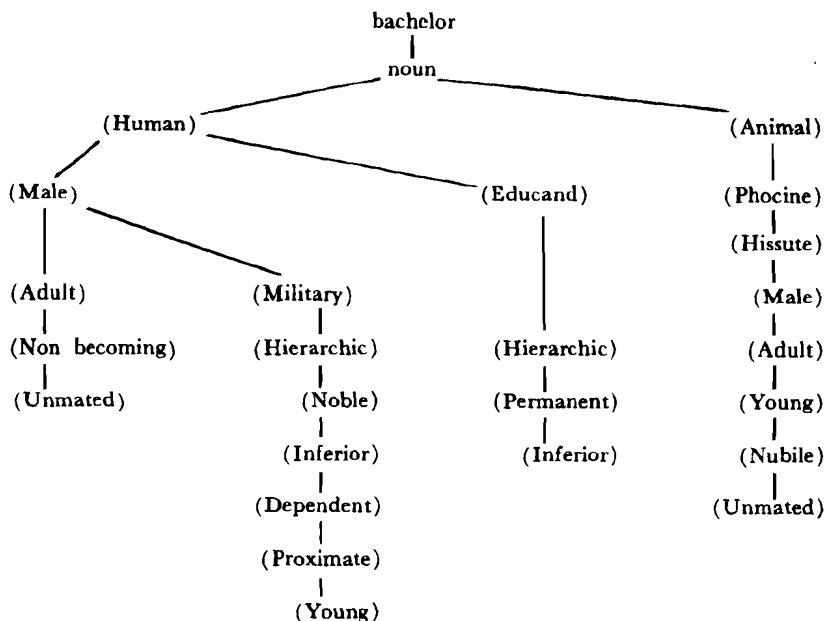 bachelor
noun
(Human) (Animal)
(Male) (Educand) (Phocine)
(Hissute)
(Adult) (Military) (Male)
(Non becoming) (Hierarchic) (Hierarchic) (Adult)
(Unmated) (Noble) (Permanent) (Young)
(Inferior) (Inferior) (Nubile)
(Dependent) (Unmated)
(Proximate)
(Young)